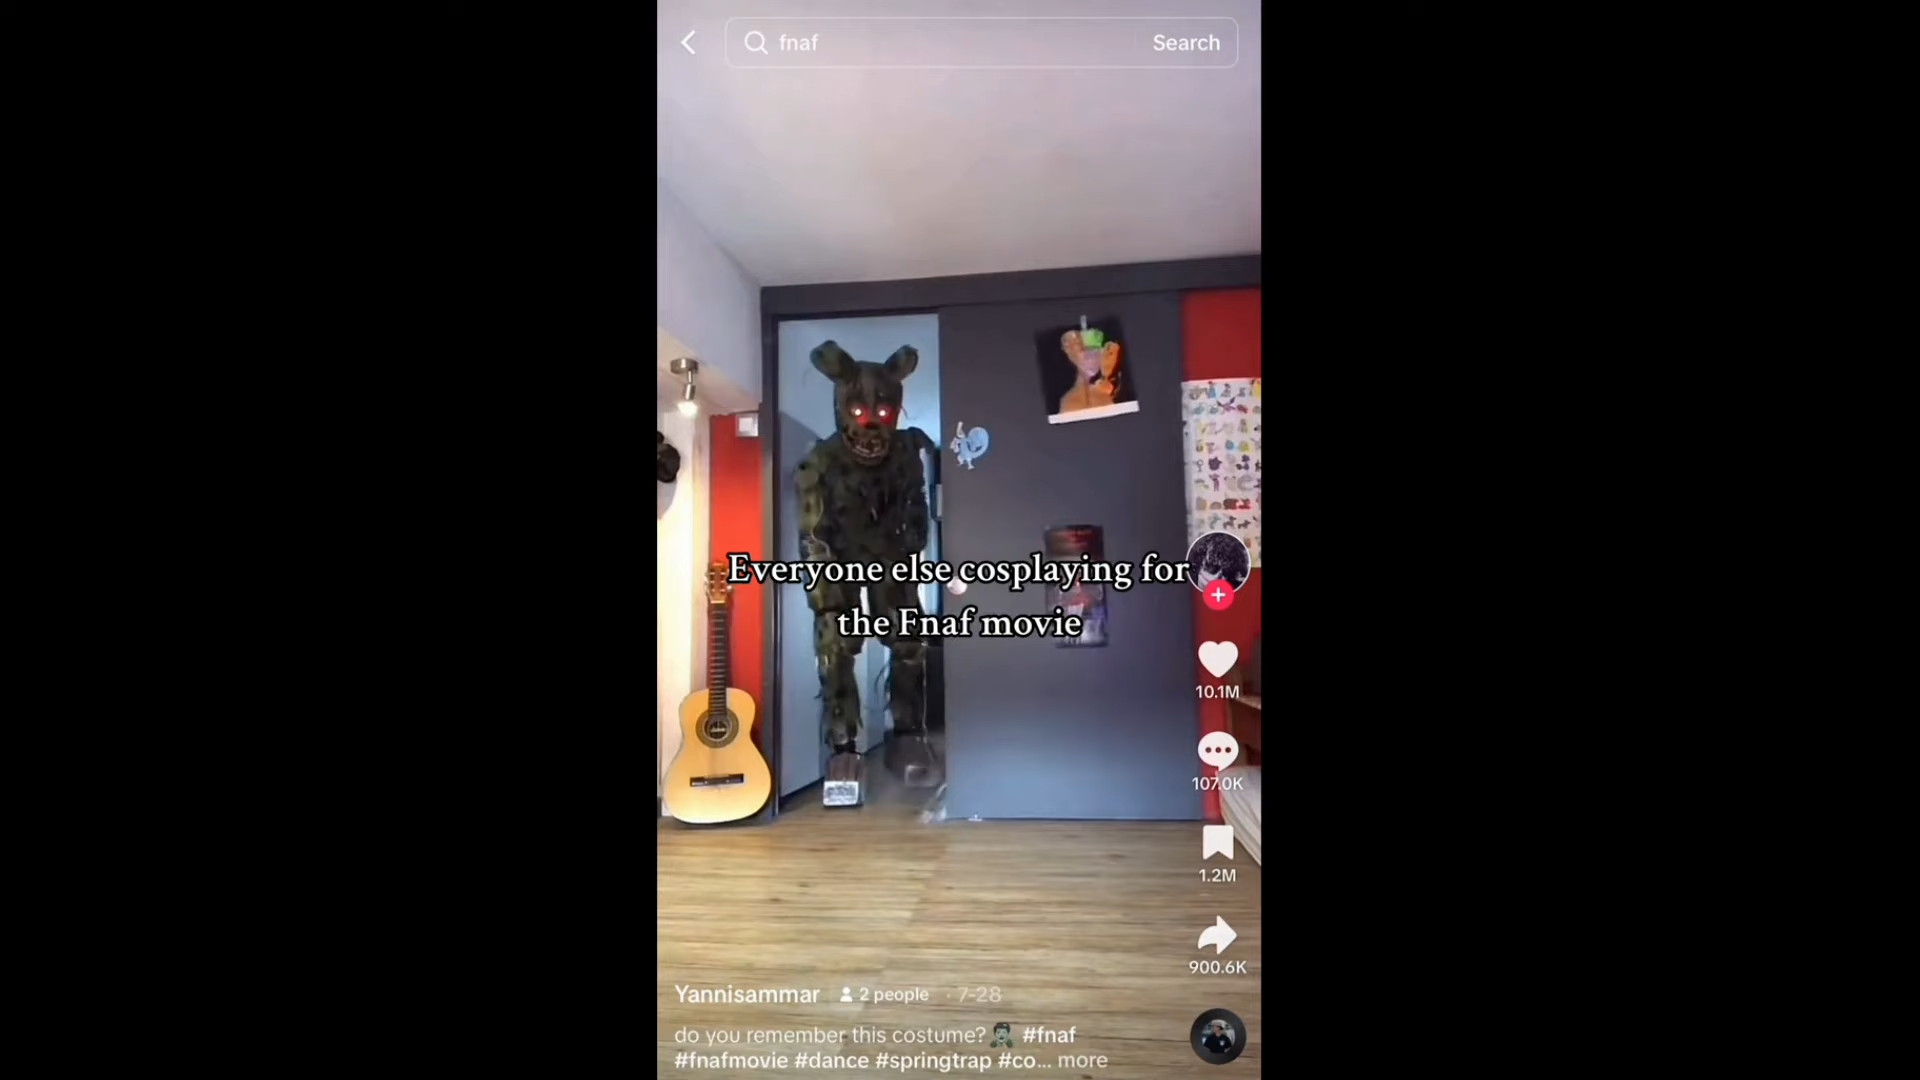 fnaf
Search
Everyone else cosplaying for
the Fnaf movie
10.1M
107.0K
1.2M
900.6K
Yannisammar 2 people · 7-28
do you remember this costume?🧟‍♂️ #fnaf
#fnafmovie #dance #springtrap #co... more